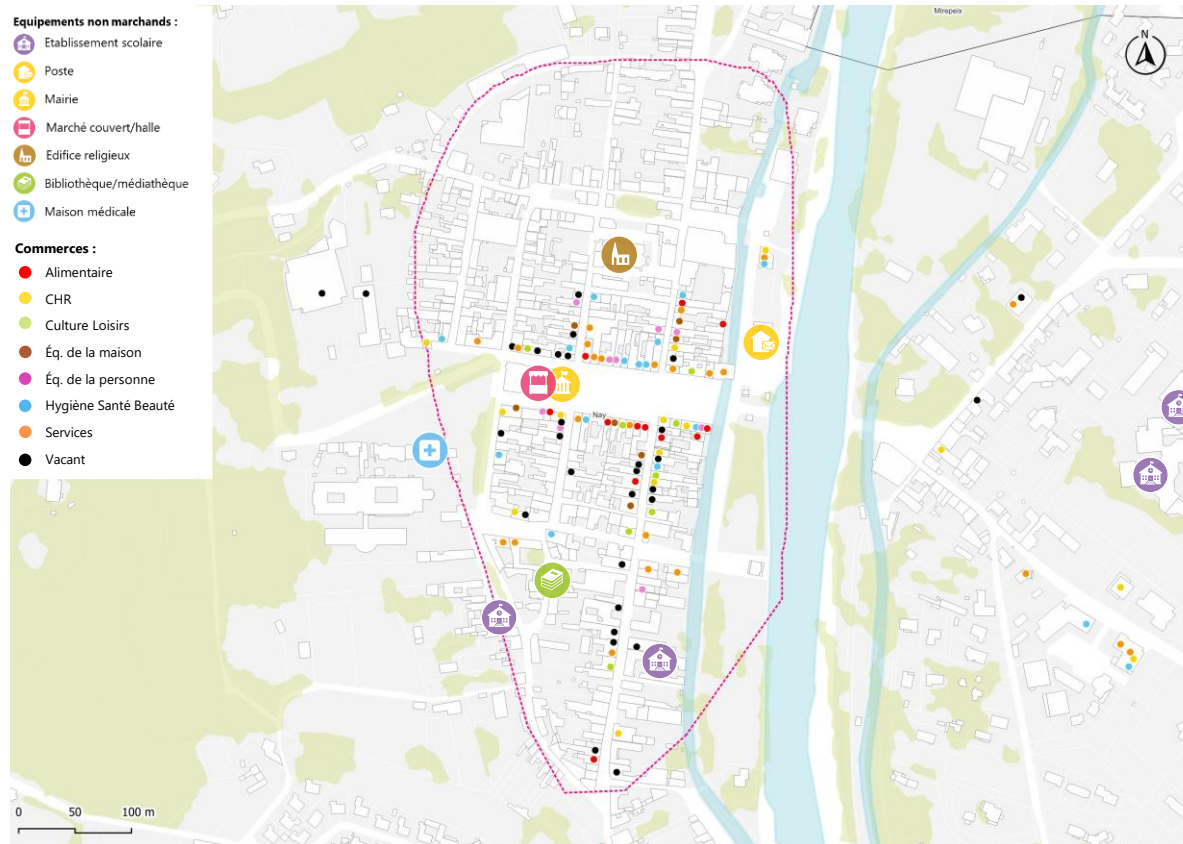 Equipements non marchands :
Etablissement scolaire
Poste
Mairie
Marché couvert/halle
Edifice religieux
Bibliothèque/médiathèque
Maison médicale
Commerces :
Alimentaire
CHR
Culture Loisirs
Éq. de la maison
Éq. de la personne
Hygiène Santé Beauté
Services
Vacant
Mirepeix
N
Nay
0 50 100 m